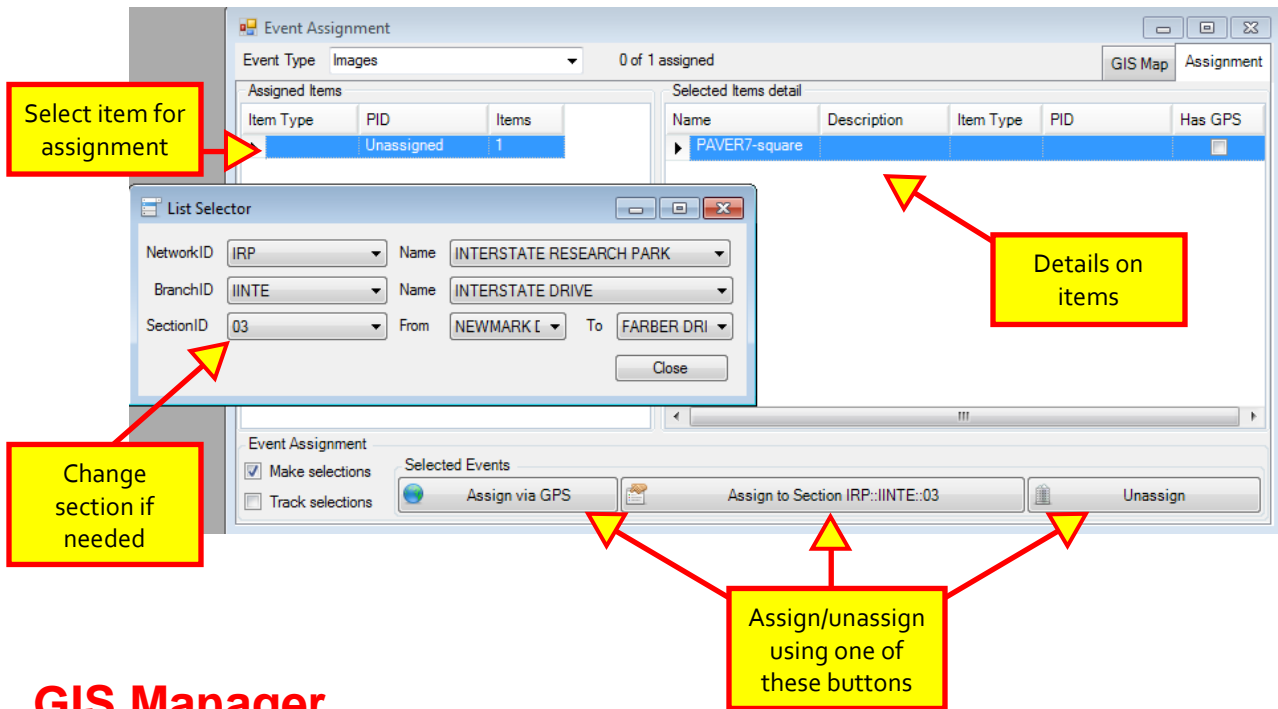 Event Assignment
Event Type Images 0 of 1 assigned GIS Map Assignment
Assigned Items
Item Type PID Items
Unassigned 1
Selected Items detail
Name Description Item Type PID Has GPS
PAVER7-square
Select item for
assignment
List Selector
NetworkID IRP Name INTERSTATE RESEARCH PARK
BranchID IINTE Name INTERSTATE DRIVE
SectionID 03 From NEWMARK D To FARBER DRI
Close
Details on
items
Change
section if
needed
Event Assignment
Make selections
Track selections
Selected Events
Assign via GPS Assign to Section IRP::IINTE::03 Unassign
Assign/unassign
using one of
these buttons
GIS Manager